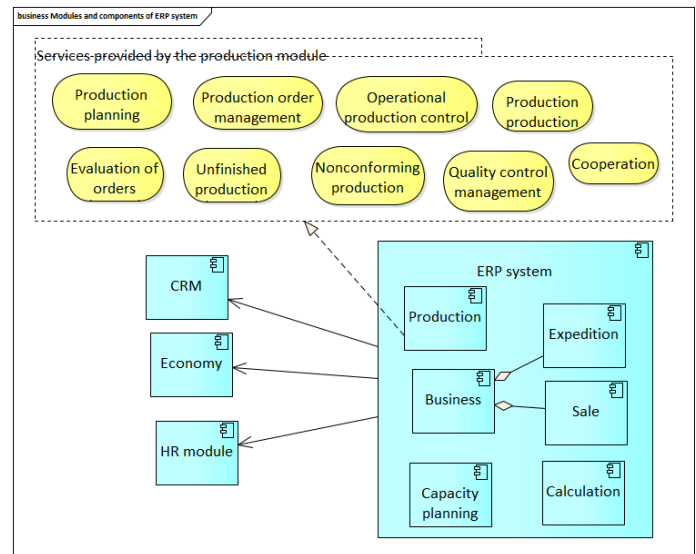 business Modules and components of ERP system
Services provided by the production module
Production
planning
Production order
management
Operational
production control
Production
production
Evaluation of
orders
Unfinished
production
Nonconforming
production
Quality control
management
Cooperation
ERP system
CRM
Production
Expedition
Economy
Business
Sale
HR module
Capacity
planning
Calculation